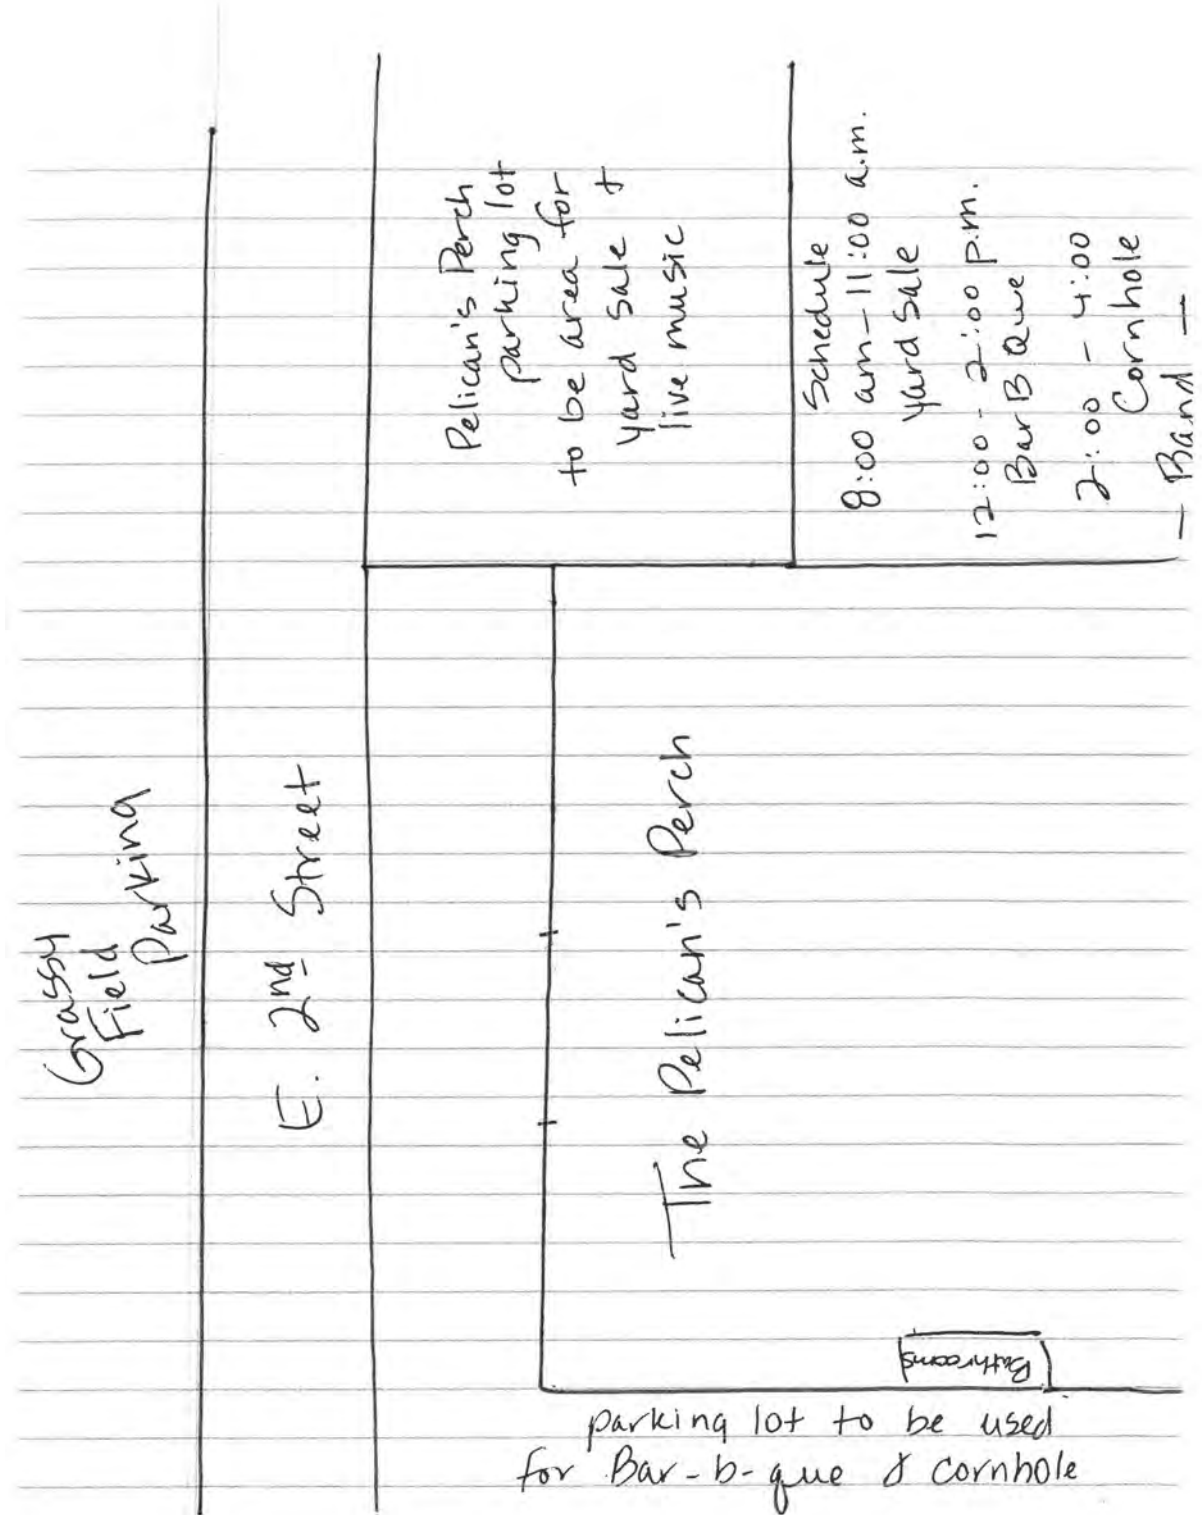 Grassy
Field
Parking
E. 2nd Street
Pelican's Perch
parking lot
to be area for
yard sale &
live music
The Pelican's Perch
Schedule
8:00 am - 11:00 a.m.
yard sale
12:00 - 2:00 p.m.
Bar B Que
2:00 - 4:00
Cornhole
- Band -
Bathrooms
parking lot to be used
for Bar-b-que & cornhole